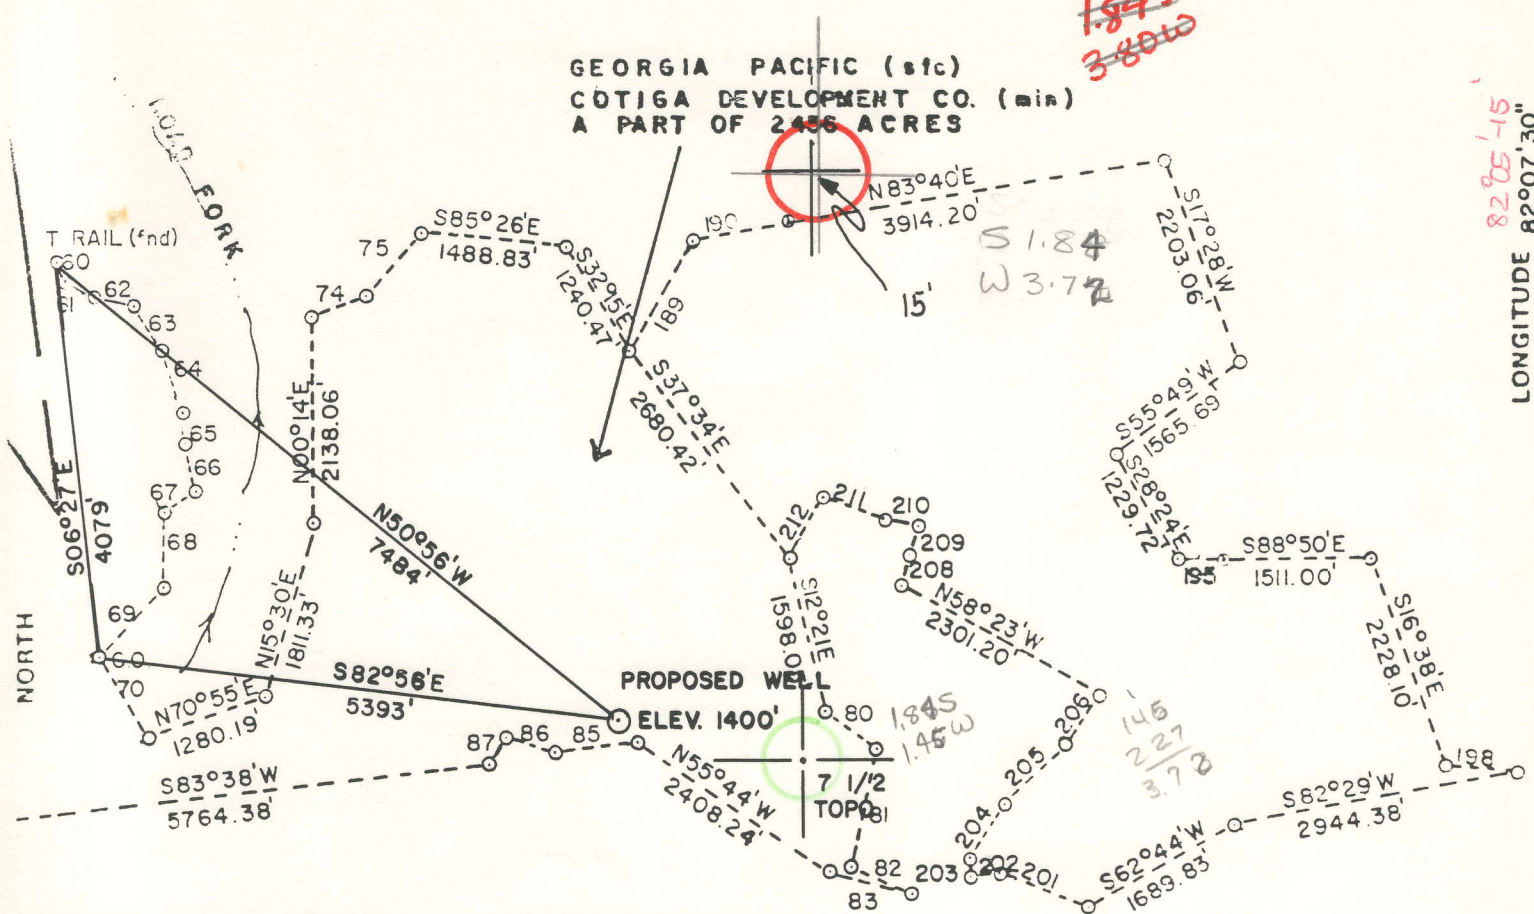 3.80W
GEORGIA PACIFIC (sfc)
COTIGA DEVELOPMENT CO. (min)
A PART OF 2456 ACRES
82°05'-15
LONGITUDE 82°07'30"
FORK
T RAIL (fnd)
60
61
62
63
64
65
66
67
68
69
60
70
S06°27'E
4079'
NORTH
N50°56'W
7484'
S82°56'E
5393'
N70°55'E
1280.19'
N15°30'E
1811.33'
N00°14'E
2138.06'
74
75
S85°26'E
1488.83'
S32°15'E
1240.47'
189
190
N83°40'E
3914.20'
15'
S 1.84
W 3.72
S17°28'W
2203.06'
S55°49'W
1565.69'
S28°24'E
1229.72'
195
S88°50'E
1511.00'
S16°38'E
2228.10
198
S82°29'W
2944.38'
S62°44'W
1689.83'
201
202
203
204
205
206
N58°23'W
2301.20'
208
209
210
211
212
S37°34'E
2680.42'
S12°21'E
1598.0
PROPOSED WELL
ELEV. 1400'
80
81
82
83
7 1/2
TOPO
1.84S
1.45W
145
2 27
3.72
N55°44'W
2408.24'
85
86
87
S83°38'W
5764.38'